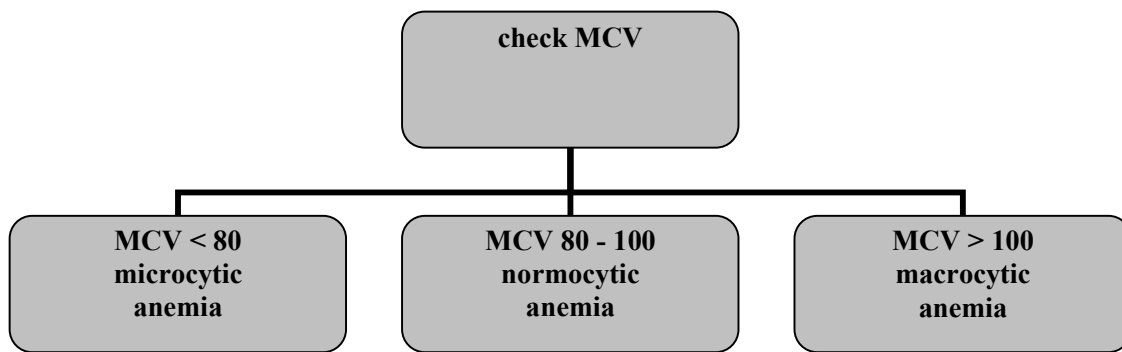 check MCV
MCV < 80
microcytic
anemia
MCV 80 - 100
normocytic
anemia
MCV > 100
macrocytic
anemia